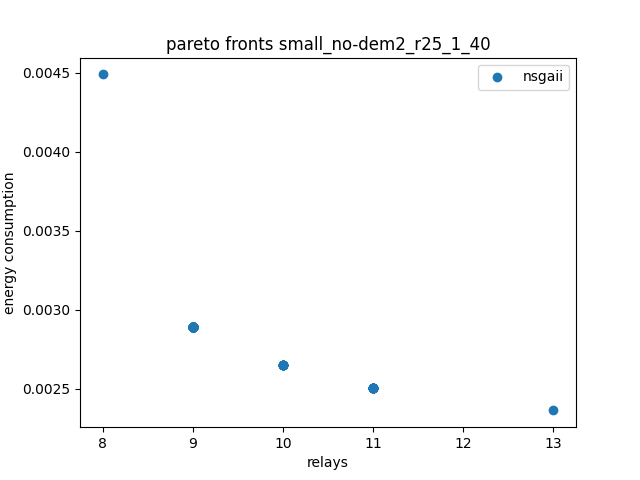 pareto fronts small_no-dem2_r25_1_40
nsgaii
0.0045
0.0040
0.0035
0.0030
0.0025
energy consumption
8 9 10 11 12 13
relays